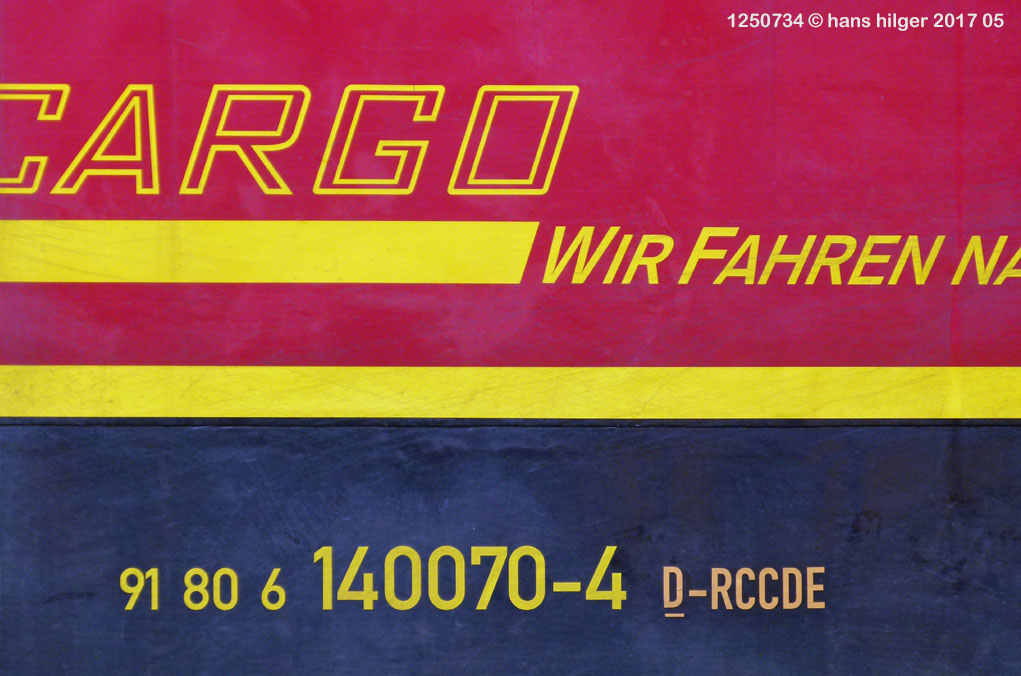 1250734 © hans hilger 2017 05
CARGO
WIR FAHREN NA
91 80 6 140070-4 D-RCCDE